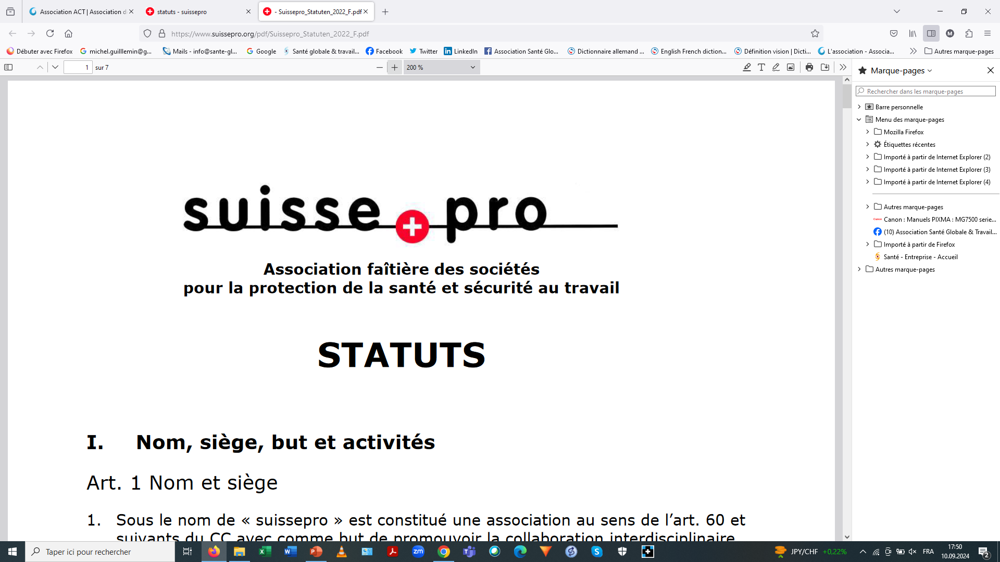 Association ACT | Association d
statuts - suissepro
- Suissepro_Statuten_2022_F.pdf
https://www.suissepro.org/pdf/Suissepro_Statuten_2022_F.pdf
Débuter avec Firefox
michel.guilllemin@g...
Mails - info@sante-gl...
Google
Santé globale & travail...
Facebook
Twitter
LinkedIn
Association Santé Glo...
Dictionnaire allemand ...
English French diction...
Définition vision | Dicti...
L'association - Associa...
Autres marque-pages
1 sur 7
200 %
Marque-pages
Rechercher dans les marque-pages
Barre personnelle
Menu des marque-pages
Mozilla Firefox
Étiquettes récentes
Importé à partir de Internet Explorer (2)
Importé à partir de Internet Explorer (3)
Importé à partir de Internet Explorer (4)
Autres marque-pages
Canon : Manuels PIXMA : MG7500 serie...
(10) Association Santé Globale & Travail...
Importé à partir de Firefox
Santé - Entreprise - Accueil
Autres marque-pages
suisse pro
Association faîtière des sociétés
pour la protection de la santé et sécurité au travail
STATUTS
I. Nom, siège, but et activités
Art. 1 Nom et siège
1. Sous le nom de « suissepro » est constitué une association au sens de l’art. 60 et
suivants du CC avec comme but de promouvoir la collaboration interdisciplinaire
Taper ici pour rechercher
JPY/CHF +0,22%
FRA
17:50
10.09.2024
2